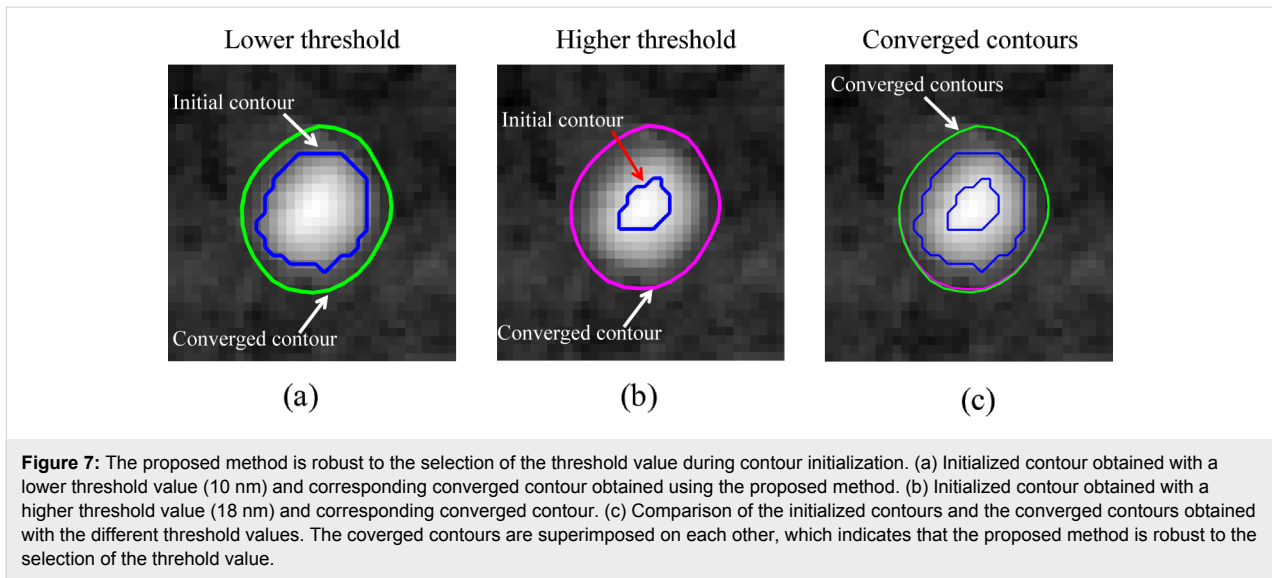 Lower threshold
Higher threshold
Converged contours
Initial contour
Converged contour
Initial contour
Converged contour
Converged contours
(a)
(b)
(c)
Figure 7: The proposed method is robust to the selection of the threshold value during contour initialization. (a) Initialized contour obtained with a
lower threshold value (10 nm) and corresponding converged contour obtained using the proposed method. (b) Initialized contour obtained with a
higher threshold value (18 nm) and corresponding converged contour. (c) Comparison of the initialized contours and the converged contours obtained
with the different threshold values. The coverged contours are superimposed on each other, which indicates that the proposed method is robust to the
selection of the threhold value.